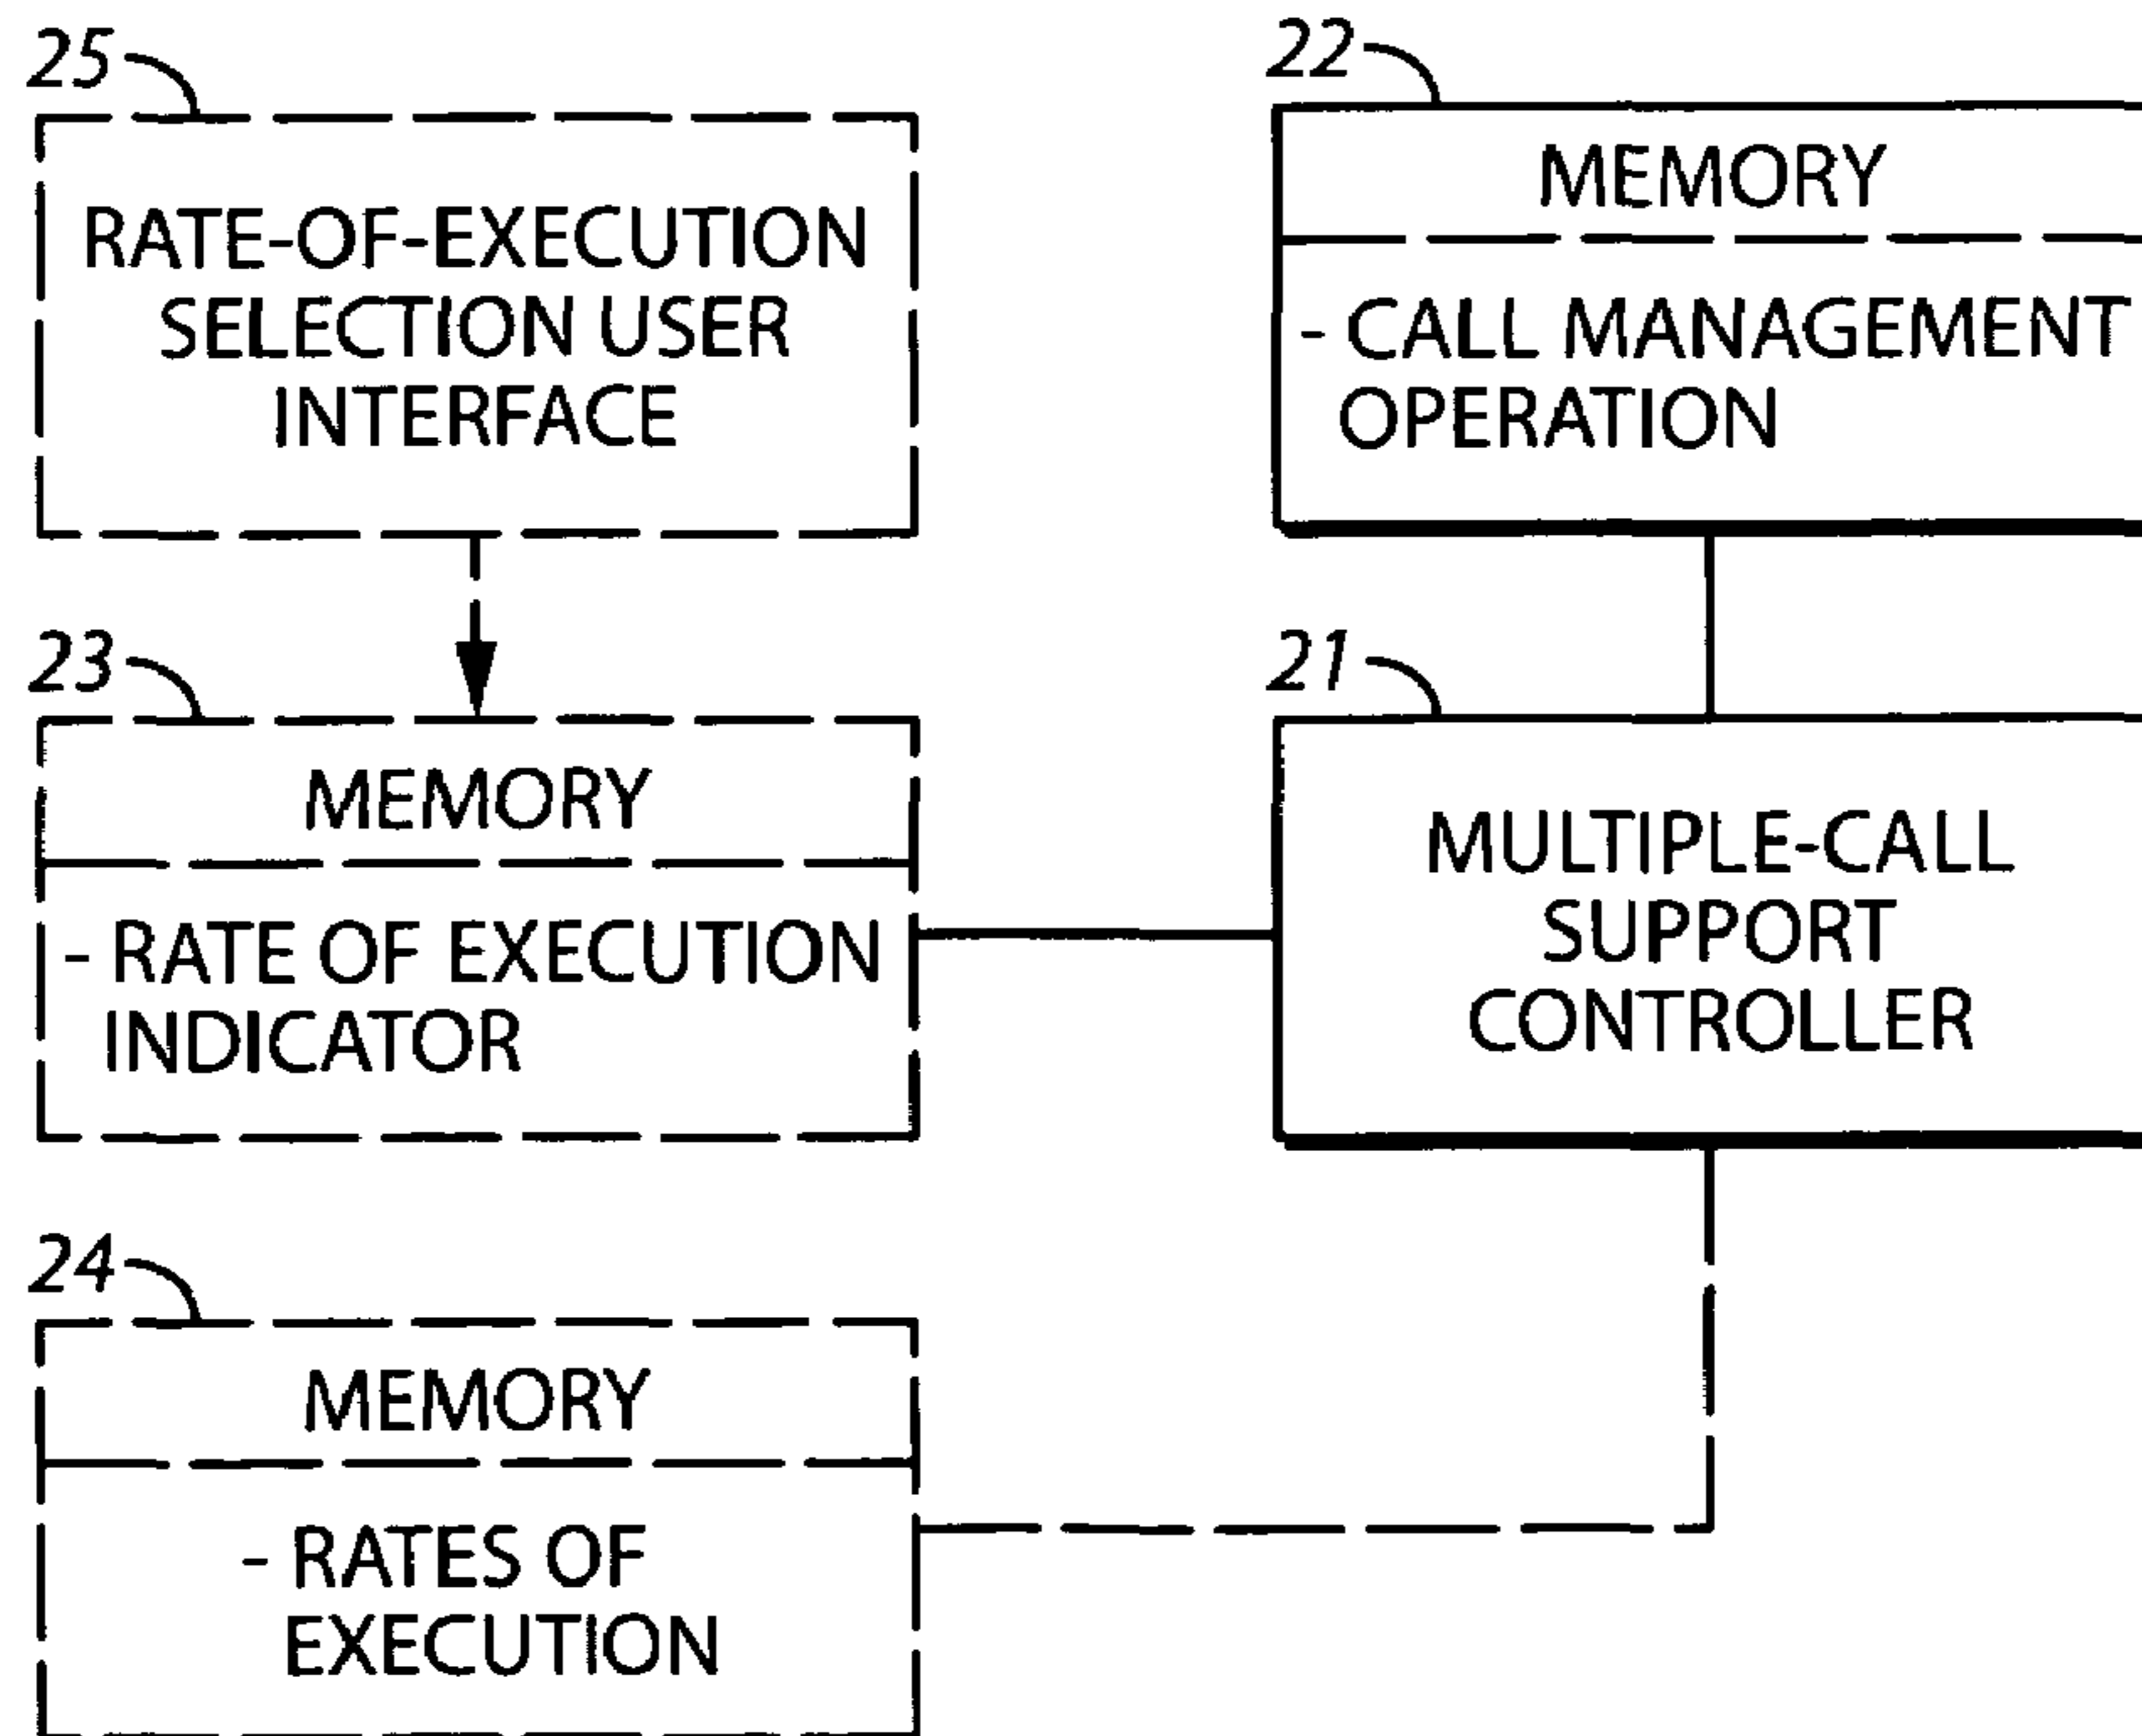 25
RATE-OF-EXECUTION
SELECTION USER
INTERFACE
22
MEMORY
- CALL MANAGEMENT
OPERATION
23
MEMORY
- RATE OF EXECUTION
INDICATOR
21
MULTIPLE-CALL
SUPPORT
CONTROLLER
24
MEMORY
- RATES OF
EXECUTION